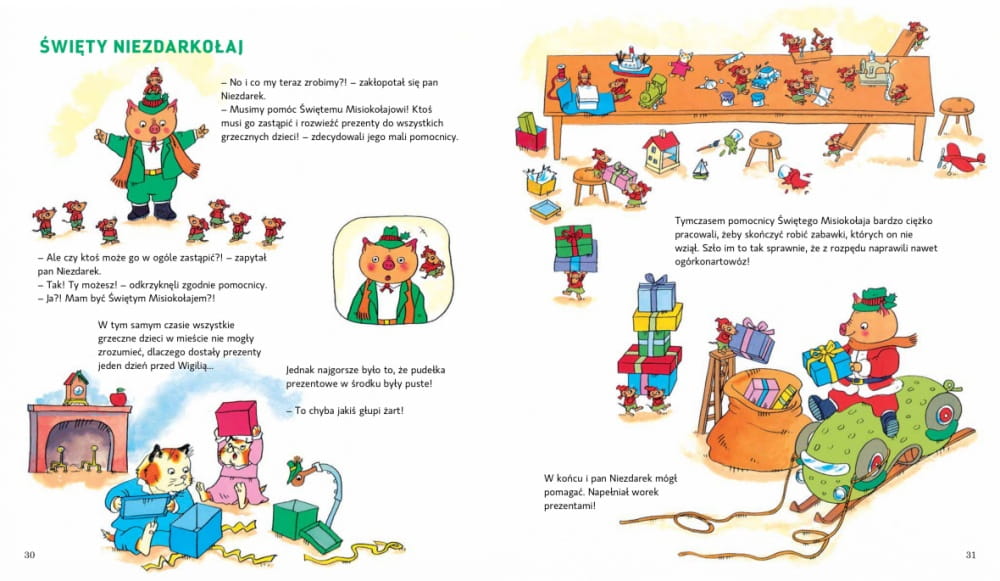 ŚWIĘTY NIEZDARKOŁAJ
– No i co my teraz zrobimy?! – zakłopotał się pan
Niezdarek.
– Musimy pomóc Świętemu Misiokołajowi! Ktoś
musi go zastąpić i rozwieźć prezenty do wszystkich
grzecznych dzieci! – zdecydowali jego mali pomocnicy.
– Ale czy ktoś może go w ogóle zastąpić?! – zapytał
pan Niezdarek.
– Tak! Ty możesz! – odkrzyknęli zgodnie pomocnicy.
– Ja?! Mam być Świętym Misiokołajem?!
W tym samym czasie wszystkie
grzeczne dzieci w mieście nie mogły
zrozumieć, dlaczego dostały prezenty
jeden dzień przed Wigilią...
Jednak najgorsze było to, że pudełka
prezentowe w środku były puste!
– To chyba jakiś głupi żart!
30
Tymczasem pomocnicy Świętego Misiokołaja bardzo ciężko
pracowali, żeby skończyć robić zabawki, których on nie
wziął. Szło im to tak sprawnie, że z rozpędu naprawili nawet
ogórkonartowóz!
W końcu i pan Niezdarek mógł
pomagać. Napełniał worek
prezentami!
31